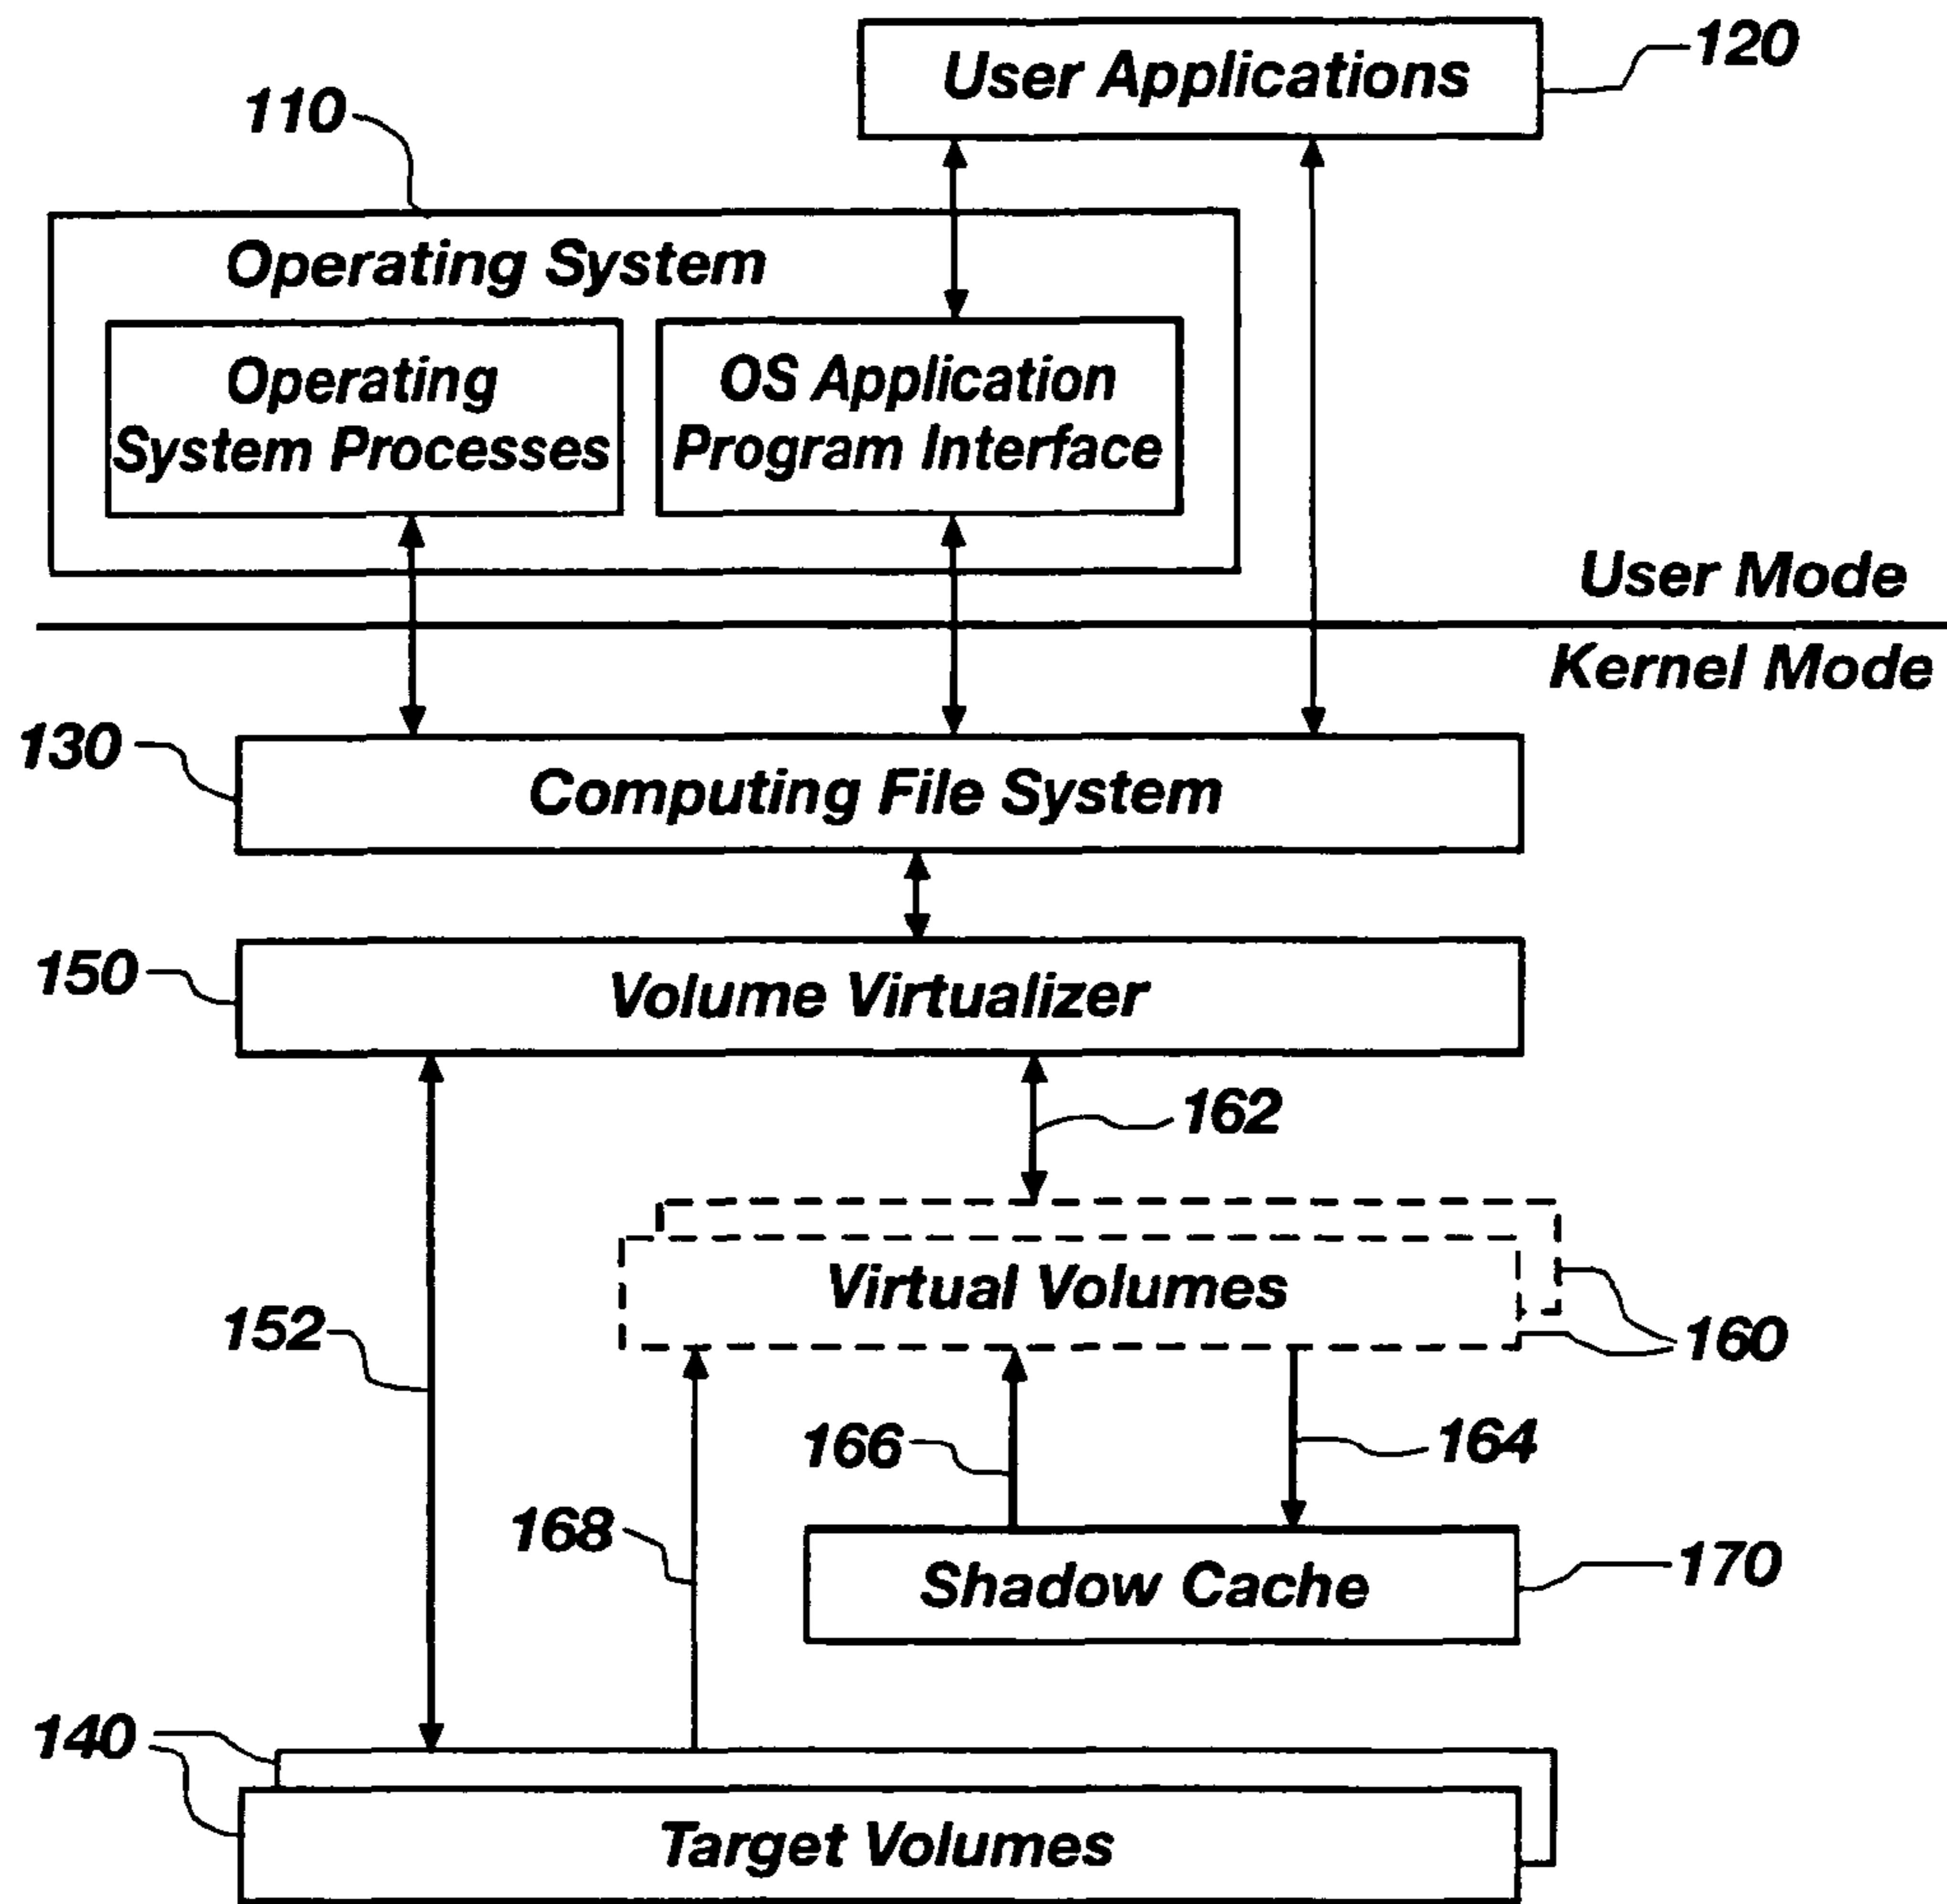 User Applications
120
110
Operating System
Operating
System Processes
OS Application
Program Interface
User Mode
Kernel Mode
130
Computing File System
150
Volume Virtualizer
162
Virtual Volumes
160
152
166
164
168
Shadow Cache
170
140
Target Volumes